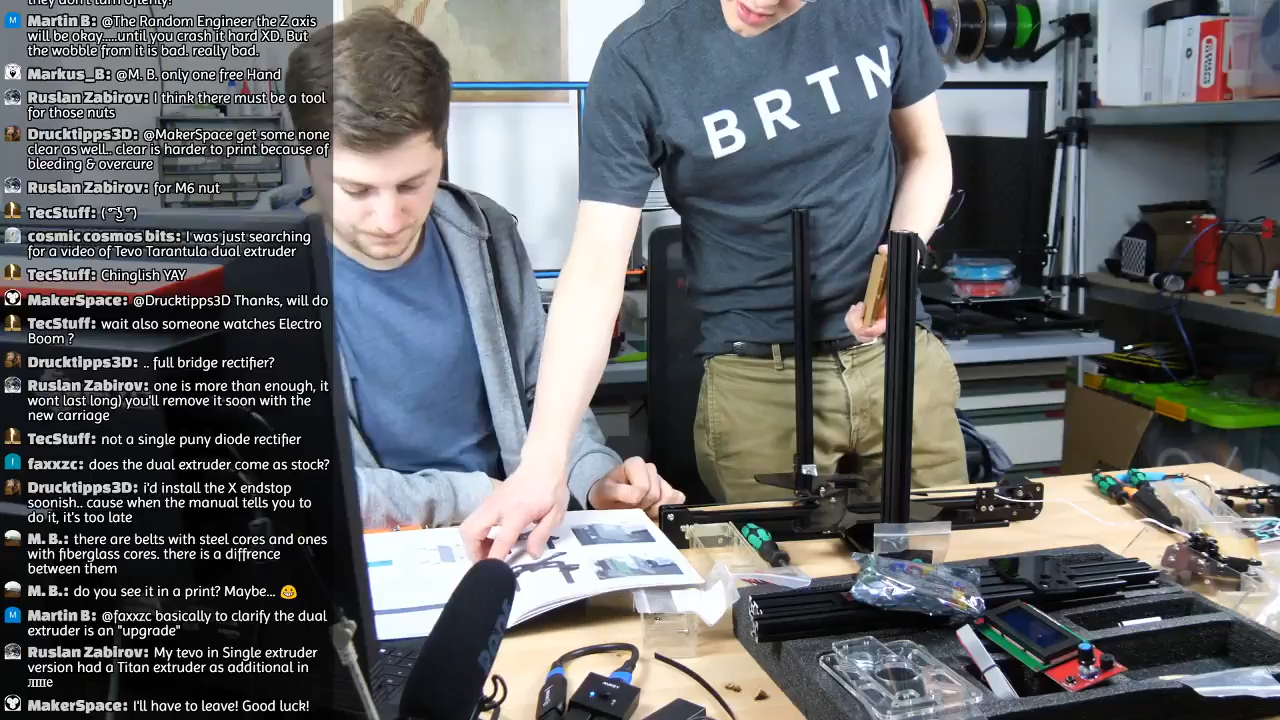 they don't turn oftenly!
Martin B: @The Random Engineer the Z axis
will be okay.....until you crash it hard XD. But
the wobble from it is bad. really bad.
Markus_B: @M. B. only one free Hand
Ruslan Zabirov: I think there must be a tool
for those nuts
Drucktipps3D: @MakerSpace get some none
clear as well.. clear is harder to print because of
bleeding & overcure
Ruslan Zabirov: for M6 nut
TecStuff: ( ͡° ͜ʖ ͡°)
cosmic cosmos bits: I was just searching
for a video of Tevo Tarantula dual extruder
TecStuff: Chinglish YAY
MakerSpace: @Drucktipps3D Thanks, will do
TecStuff: wait also someone watches Electro
Boom ?
Drucktipps3D: .. full bridge rectifier?
Ruslan Zabirov: one is more than enough, it
wont last long) you'll remove it soon with the
new carriage
TecStuff: not a single puny diode rectifier
faxxzc: does the dual extruder come as stock?
Drucktipps3D: i'd install the X endstop
soonish.. cause when the manual tells you to
do it, it's too late
M. B.: there are belts with steel cores and ones
with fiberglass cores. there is a diffrence
between them
M. B.: do you see it in a print? Maybe... 😂
Martin B: @faxxzc basically to clarify the dual
extruder is an "upgrade"
Ruslan Zabirov: My tevo in Single extruder
version had a Titan extruder as additional in
лше
MakerSpace: I'll have to leave! Good luck!
BRTN
AUKEY